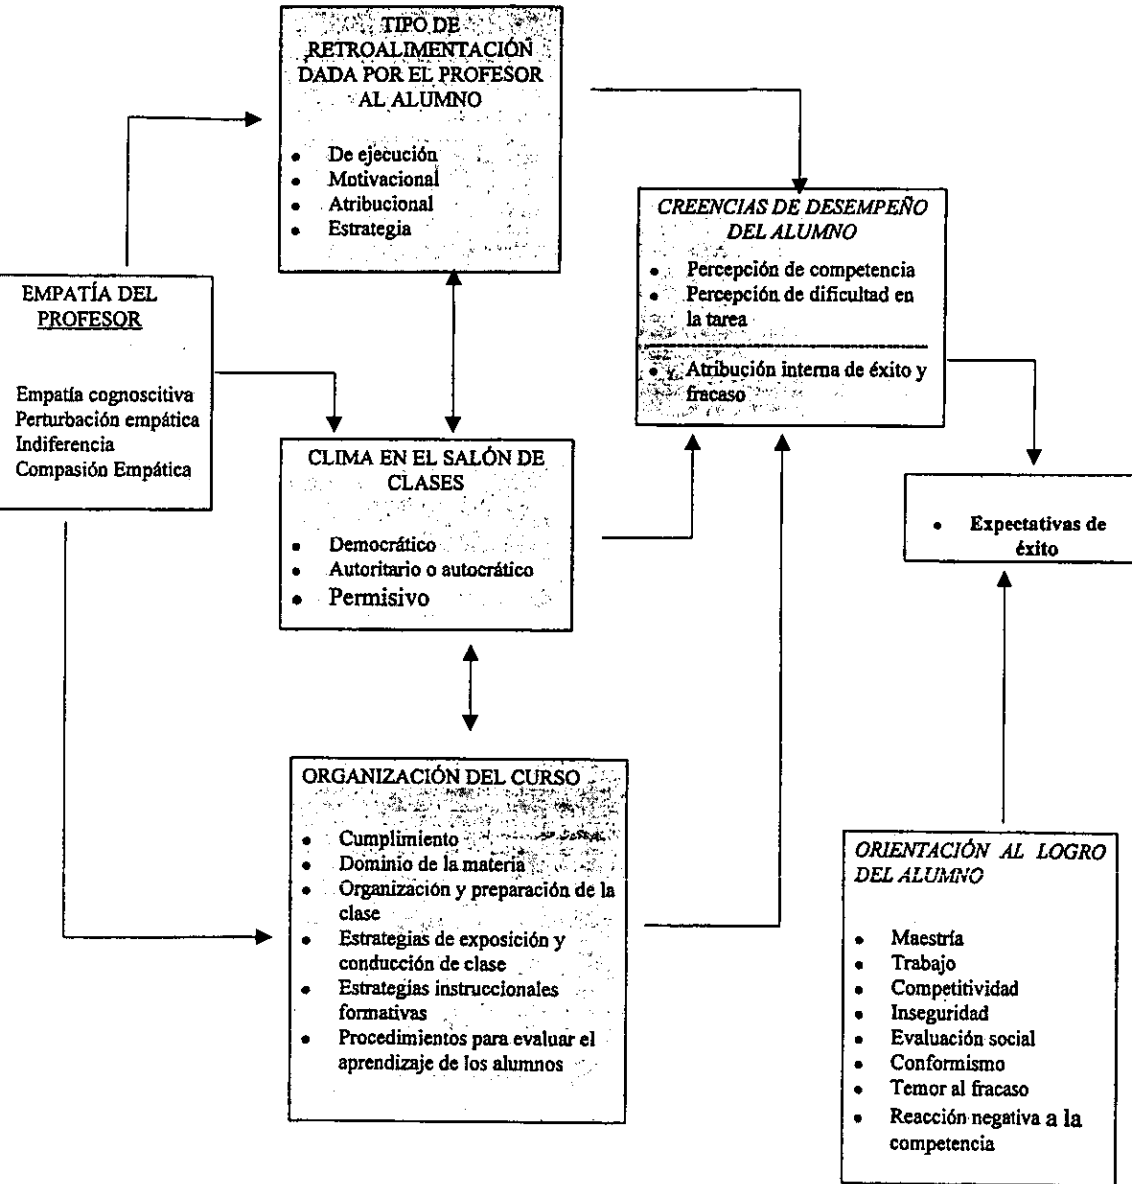 TIPO DE
RETROALIMENTACIÓN
DADA POR EL PROFESOR
AL ALUMNO
• De ejecución
• Motivacional
• Atribucional
• Estrategia
CREENCIAS DE DESEMPEÑO
DEL ALUMNO
• Percepción de competencia
• Percepción de dificultad en
la tarea
• Atribución interna de éxito y
fracaso
EMPATÍA DEL
PROFESOR
Empatía cognoscitiva
Perturbación empática
Indiferencia
Compasión Empática
CLIMA EN EL SALÓN DE
CLASES
• Democrático
• Autoritario o autocrático
• Permisivo
• Expectativas de
éxito
ORGANIZACIÓN DEL CURSO
• Cumplimiento
• Dominio de la materia
• Organización y preparación de la
clase
• Estrategias de exposición y
conducción de clase
• Estrategias instruccionales
formativas
• Procedimientos para evaluar el
aprendizaje de los alumnos
ORIENTACIÓN AL LOGRO
DEL ALUMNO
• Maestría
• Trabajo
• Competitividad
• Inseguridad
• Evaluación social
• Conformismo
• Temor al fracaso
• Reacción negativa a la
competencia